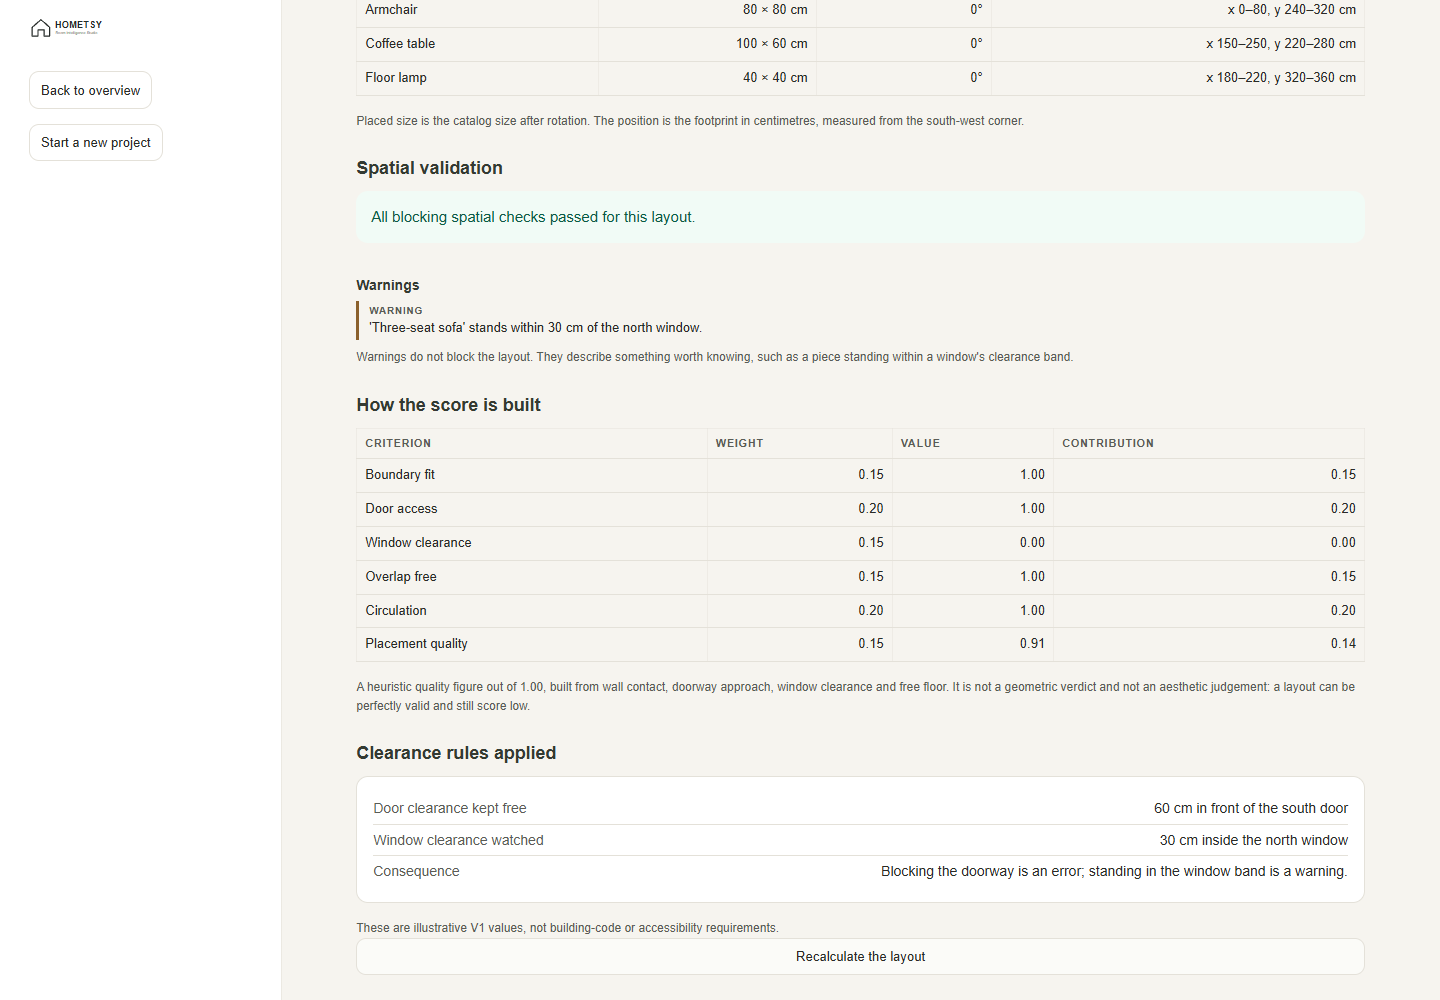 HOMETSY
Back to overview
Start a new project
Armchair 80 × 80 cm 0° x 0–80, y 240–320 cm
Coffee table 100 × 60 cm 0° x 150–250, y 220–280 cm
Floor lamp 40 × 40 cm 0° x 180–220, y 320–360 cm
Placed size is the catalog size after rotation. The position is the footprint in centimetres, measured from the south-west corner.
Spatial validation
All blocking spatial checks passed for this layout.
Warnings
WARNING
'Three-seat sofa' stands within 30 cm of the north window.
Warnings do not block the layout. They describe something worth knowing, such as a piece standing within a window's clearance band.
How the score is built
CRITERION WEIGHT VALUE CONTRIBUTION
Boundary fit 0.15 1.00 0.15
Door access 0.20 1.00 0.20
Window clearance 0.15 0.00 0.00
Overlap free 0.15 1.00 0.15
Circulation 0.20 1.00 0.20
Placement quality 0.15 0.91 0.14
A heuristic quality figure out of 1.00, built from wall contact, doorway approach, window clearance and free floor. It is not a geometric verdict and not an aesthetic judgement: a layout can be
perfectly valid and still score low.
Clearance rules applied
Door clearance kept free 60 cm in front of the south door
Window clearance watched 30 cm inside the north window
Consequence Blocking the doorway is an error; standing in the window band is a warning.
These are illustrative V1 values, not building-code or accessibility requirements.
Recalculate the layout